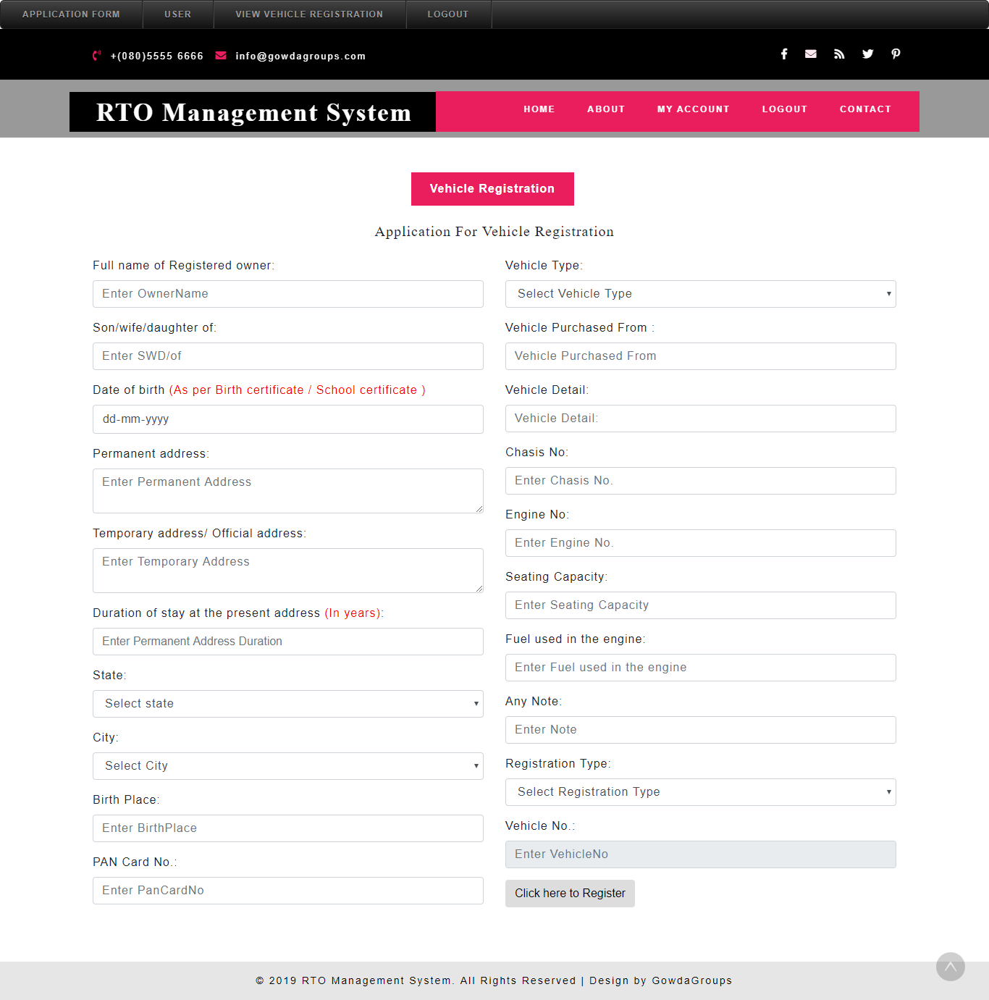 APPLICATION FORM USER VIEW VEHICLE REGISTRATION LOGOUT
+(080)5555 6666 info@gowdagroups.com
RTO Management System HOME ABOUT MY ACCOUNT LOGOUT CONTACT
Vehicle Registration
Application For Vehicle Registration
Full name of Registered owner:
Enter OwnerName
Son/wife/daughter of:
Enter SWD/of
Date of birth (As per Birth certificate / School certificate )
dd-mm-yyyy
Permanent address:
Enter Permanent Address
Temporary address/ Official address:
Enter Temporary Address
Duration of stay at the present address (In years):
Enter Permanent Address Duration
State:
Select state
City:
Select City
Birth Place:
Enter BirthPlace
PAN Card No.:
Enter PanCardNo
Vehicle Type:
Select Vehicle Type
Vehicle Purchased From :
Vehicle Purchased From
Vehicle Detail:
Vehicle Detail:
Chasis No:
Enter Chasis No.
Engine No:
Enter Engine No.
Seating Capacity:
Enter Seating Capacity
Fuel used in the engine:
Enter Fuel used in the engine
Any Note:
Enter Note
Registration Type:
Select Registration Type
Vehicle No.:
Enter VehicleNo
Click here to Register
© 2019 RTO Management System. All Rights Reserved | Design by GowdaGroups